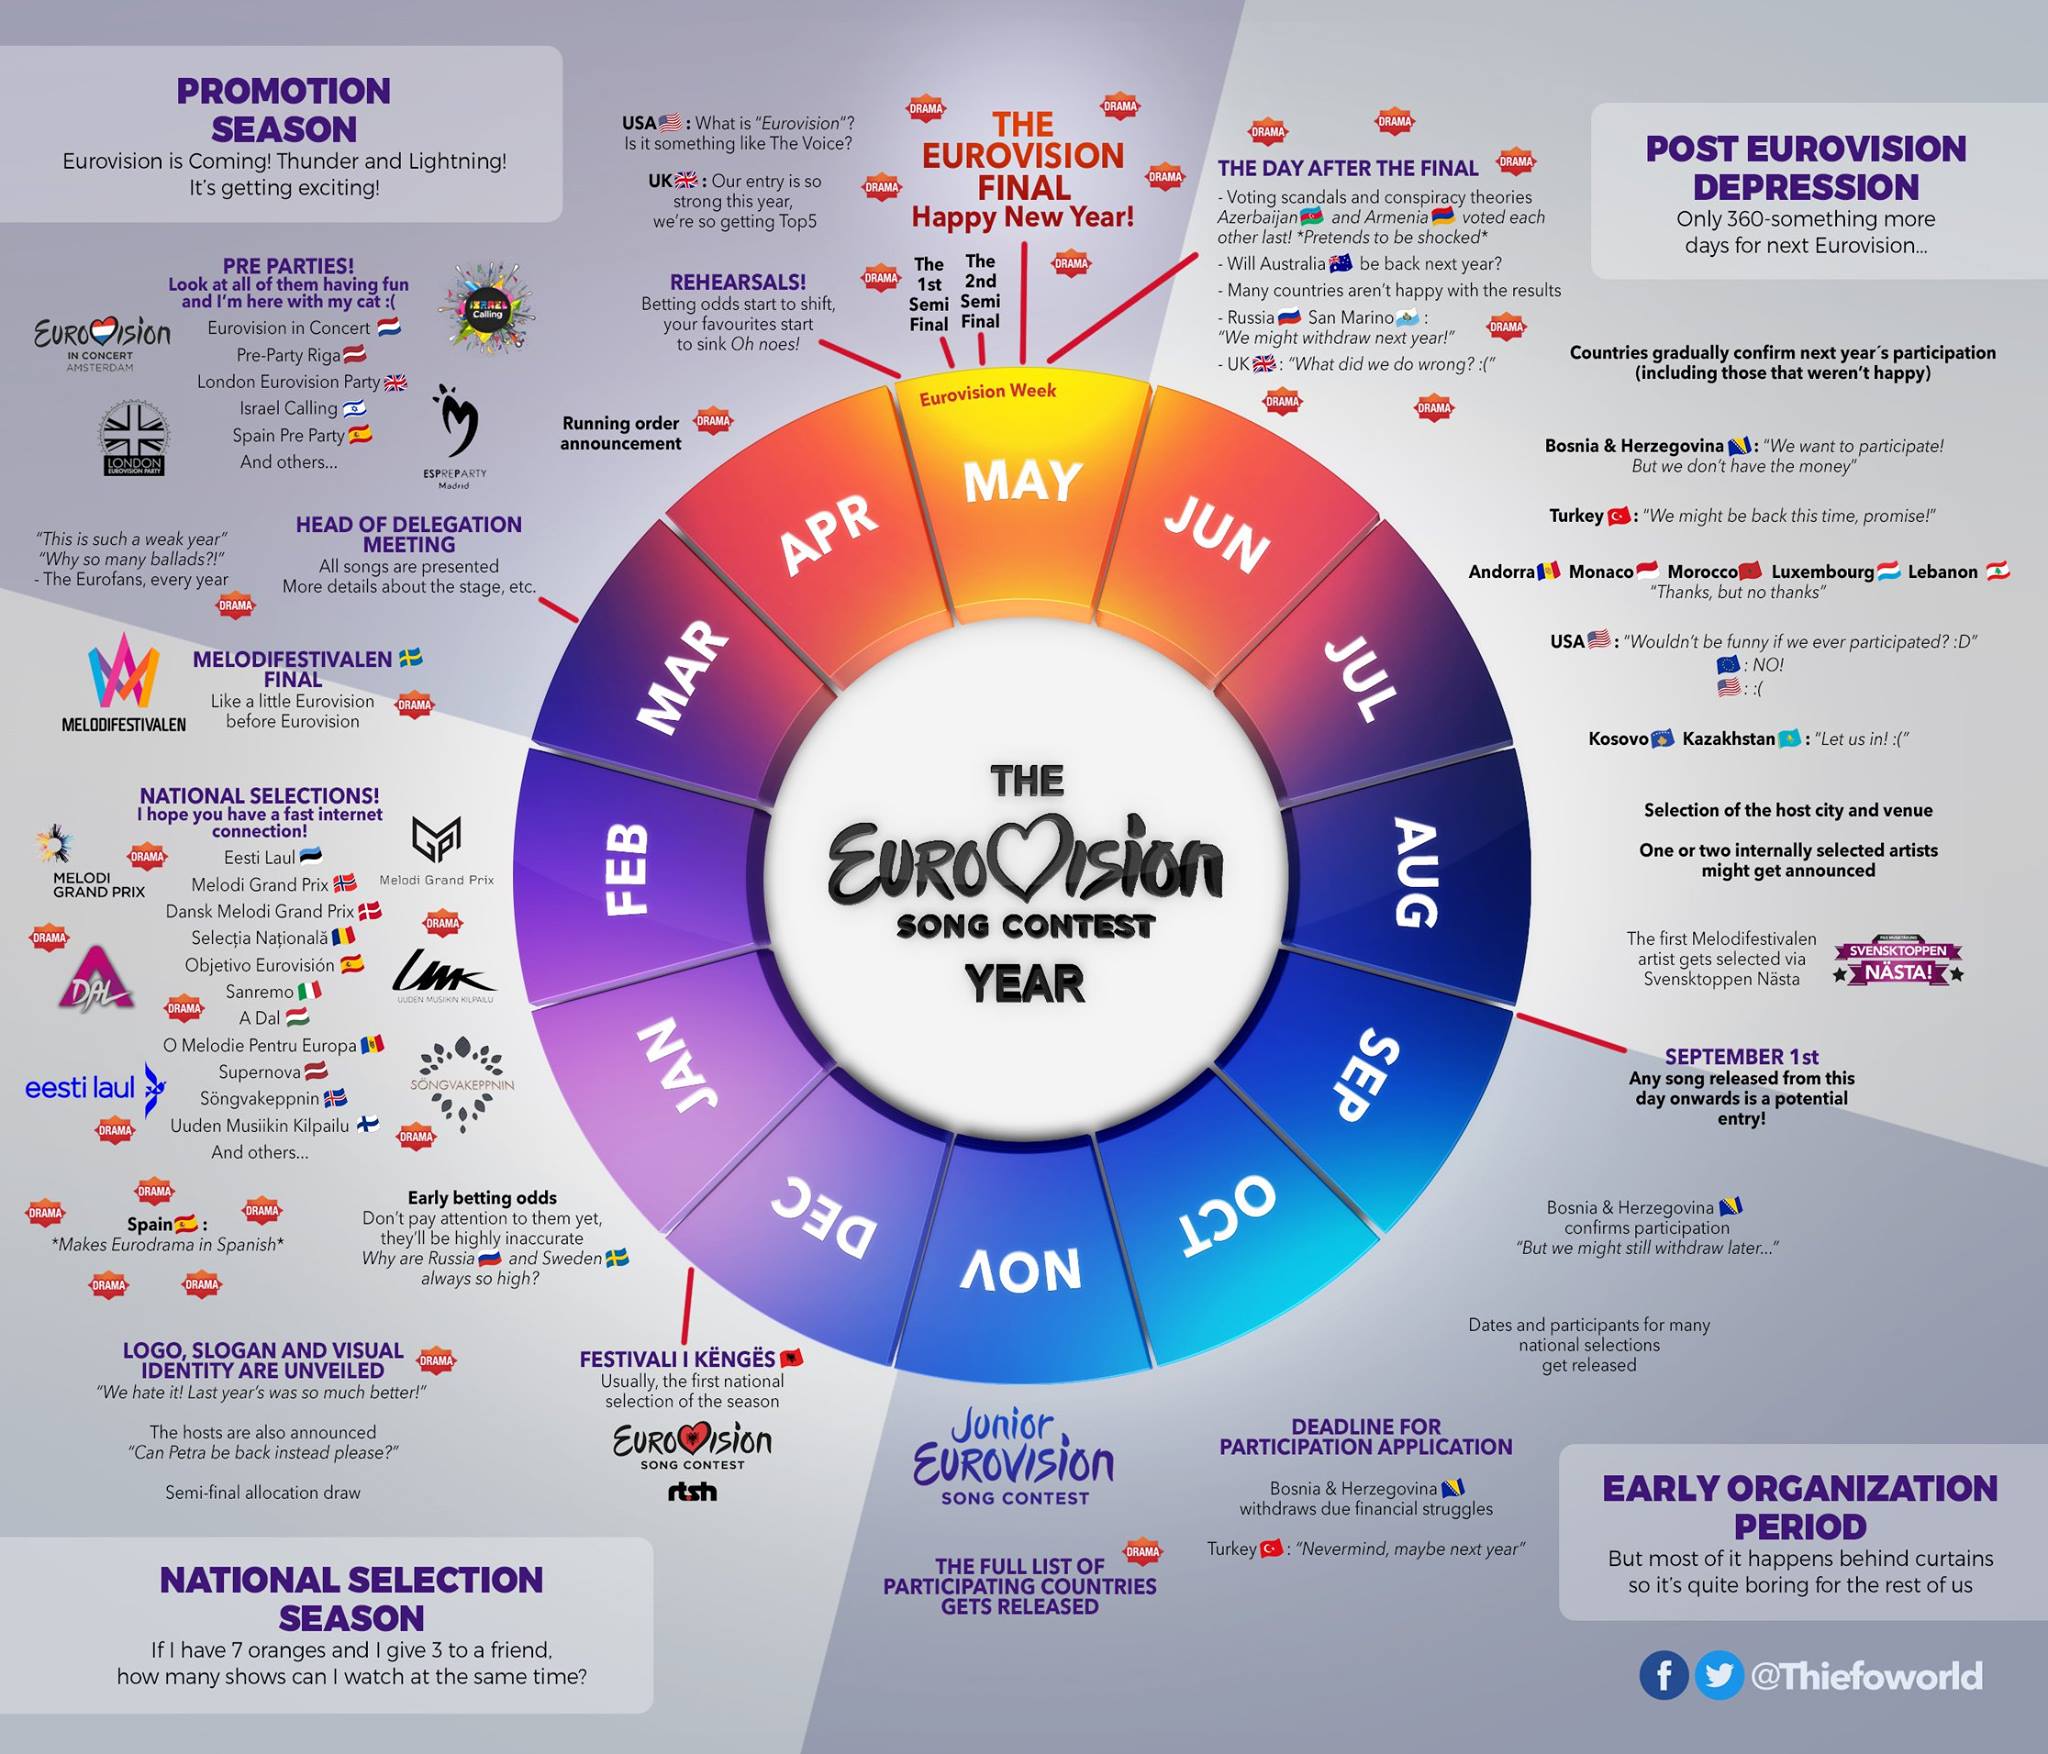 PROMOTION
SEASON
Eurovision is Coming! Thunder and Lightning!
It's getting exciting!
PRE PARTIES!
Look at all of them having fun
and I'm here with my cat :(
Eurovision in Concert
Pre-Party Riga
London Eurovision Party
Israel Calling
Spain Pre Party
And others...
EUROVISION
IN CONCERT
AMSTERDAM
ISRAEL
Calling
LONDON
EUROVISION PARTY
ESPREPARTY
Madrid
USA : What is "Eurovision"?
Is it something like The Voice?
UK : Our entry is so
strong this year,
we're so getting Top5
REHEARSALS!
Betting odds start to shift,
your favourites start
to sink Oh noes!
Running order
announcement
DRAMA
HEAD OF DELEGATION
MEETING
All songs are presented
More details about the stage, etc.
"This is such a weak year"
"Why so many ballads?!"
- The Eurofans, every year
DRAMA
DRAMA
DRAMA
THE
EUROVISION
FINAL
Happy New Year!
DRAMA
DRAMA
DRAMA
DRAMA
The
1st
Semi
Final
The
2nd
Semi
Final
Eurovision Week
DRAMA
DRAMA
DRAMA
THE DAY AFTER THE FINAL
- Voting scandals and conspiracy theories
Azerbaijan and Armenia voted each
other last! *Pretends to be shocked*
- Will Australia be back next year?
- Many countries aren't happy with the results
- Russia San Marino :
"We might withdraw next year!"
- UK : "What did we do wrong? :("
DRAMA
DRAMA
DRAMA
POST EUROVISION
DEPRESSION
Only 360-something more
days for next Eurovision...
Countries gradually confirm next year´s participation
(including those that weren't happy)
Bosnia & Herzegovina : "We want to participate!
But we don't have the money"
Turkey : "We might be back this time, promise!"
Andorra Monaco Morocco Luxembourg Lebanon
"Thanks, but no thanks"
USA : "Wouldn't be funny if we ever participated? :D"
: NO!
: :(
Kosovo Kazakhstan : "Let us in! :("
Selection of the host city and venue
One or two internally selected artists
might get announced
The first Melodifestivalen
artist gets selected via
Svensktoppen Nästa
SVENSKTOPPEN
NÄSTA!
SEPTEMBER 1st
Any song released from this
day onwards is a potential
entry!
Bosnia & Herzegovina
confirms participation
"But we might still withdraw later..."
Dates and participants for many
national selections
get released
DEADLINE FOR
PARTICIPATION APPLICATION
Bosnia & Herzegovina
withdraws due financial struggles
Turkey : "Nevermind, maybe next year"
EARLY ORGANIZATION
PERIOD
But most of it happens behind curtains
so it's quite boring for the rest of us
@Thiefoworld
Junior
EUROVISION
SONG CONTEST
DRAMA
THE FULL LIST OF
PARTICIPATING COUNTRIES
GETS RELEASED
FESTIVALI I KËNGËS
Usually, the first national
selection of the season
EUROVISION
SONG CONTEST
rtsh
MELODIFESTIVALEN
FINAL
Like a little Eurovision
before Eurovision
DRAMA
MELODIFESTIVALEN
NATIONAL SELECTIONS!
I hope you have a fast internet
connection!
Eesti Laul
Melodi Grand Prix
Dansk Melodi Grand Prix
Selecția Națională
Objetivo Eurovisión
Sanremo
A Dal
O Melodie Pentru Europa
Supernova
Söngvakeppnin
Uuden Musiikin Kilpailu
And others...
MELODI
GRAND PRIX
DRAMA
MGP
Melodi Grand Prix
DRAMA
DRAMA
A DAL
UMK
UUDEN MUSIIKIN KILPAILU
DRAMA
eesti laul
SÖNGVAKEPPNIN
DRAMA
DRAMA
DRAMA
DRAMA
DRAMA
Spain :
*Makes Eurodrama in Spanish*
DRAMA
DRAMA
Early betting odds
Don't pay attention to them yet,
they'll be highly inaccurate
Why are Russia and Sweden
always so high?
LOGO, SLOGAN AND VISUAL
IDENTITY ARE UNVEILED
DRAMA
"We hate it! Last year's was so much better!"
The hosts are also announced
"Can Petra be back instead please?"
Semi-final allocation draw
NATIONAL SELECTION
SEASON
If I have 7 oranges and I give 3 to a friend,
how many shows can I watch at the same time?
JAN
FEB
MAR
APR
MAY
JUN
JUL
AUG
SEP
OCT
NOV
DEC
THE
EUROVISION
SONG CONTEST
YEAR